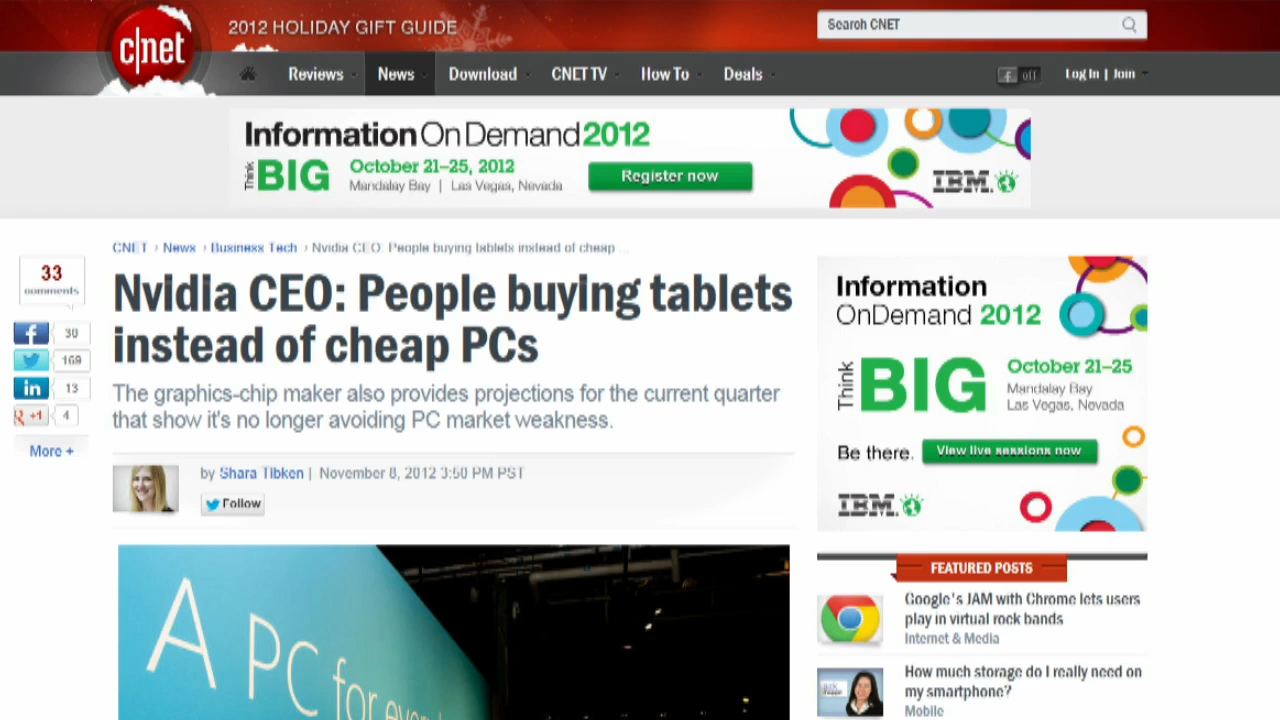 c|net
2012 HOLIDAY GIFT GUIDE
Search CNET
Reviews
News
Download
CNET TV
How To
Deals
f off
Log In | Join
Information On Demand 2012
Think BIG
October 21–25, 2012
Mandalay Bay | Las Vegas, Nevada
Register now
IBM.
CNET › News › Business Tech › Nvidia CEO: People buying tablets instead of cheap ...
33
comments
Nvidia CEO: People buying tablets
instead of cheap PCs
f 30
169
in 13
g +1 4
More +
The graphics-chip maker also provides projections for the current quarter
that show it's no longer avoiding PC market weakness.
by Shara Tibken | November 8, 2012 3:50 PM PST
Follow
A PC for
Information
OnDemand 2012
Think BIG
October 21–25
Mandalay Bay
Las Vegas, Nevada
Be there.
View live sessions now
IBM.
FEATURED POSTS
Google's JAM with Chrome lets users
play in virtual rock bands
Internet & Media
How much storage do I really need on
my smartphone?
Mobile